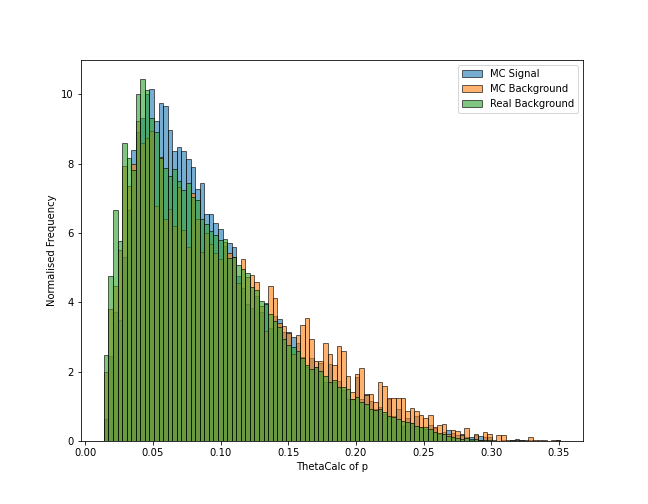 MC Signal
MC Background
Real Background
Normalised Frequency
10
8
6
4
2
0
0.00 0.05 0.10 0.15 0.20 0.25 0.30 0.35
ThetaCalc of p